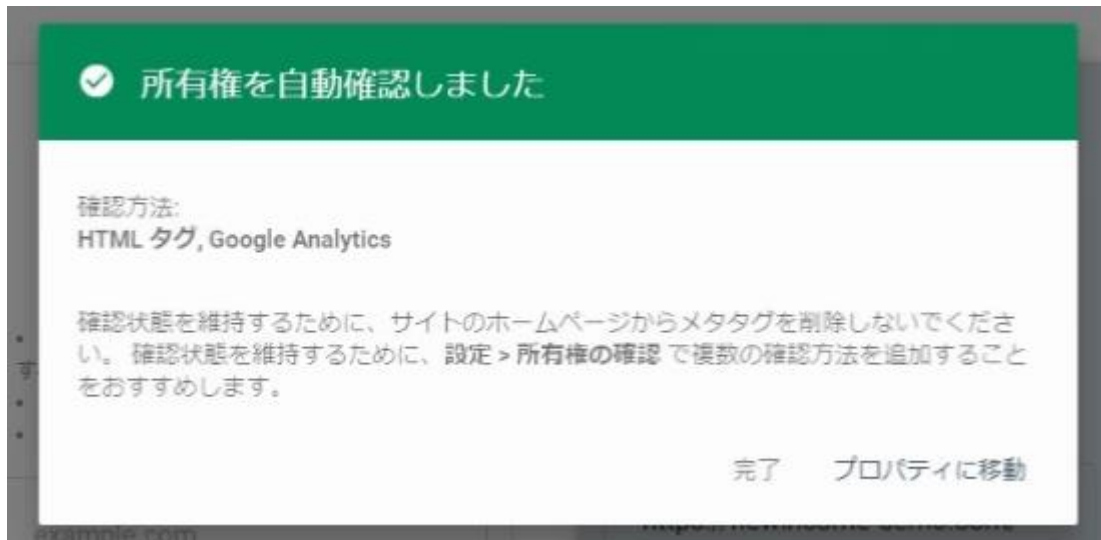 所有権を自動確認しました
確認方法:
HTML タグ, Google Analytics
確認状態を維持するために、サイトのホームページからメタタグを削除しないでくださ
い。 確認状態を維持するために、設定 > 所有権の確認 で複数の確認方法を追加すること
をおすすめします。
完了 プロパティに移動
example.com